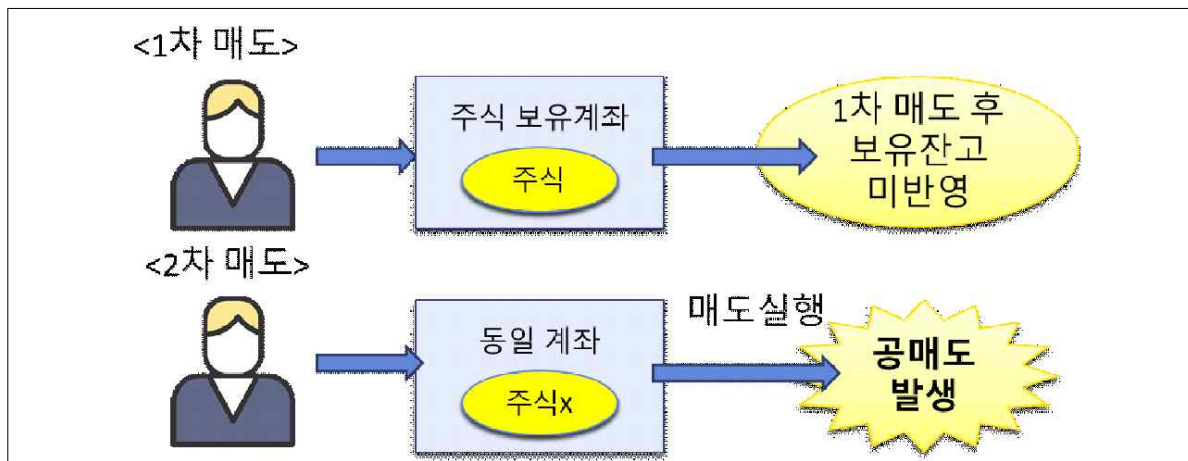 <1차 매도>
주식 보유계좌
주식
1차 매도 후
보유잔고
미반영
<2차 매도>
동일 계좌
주식x
매도실행
공매도
발생